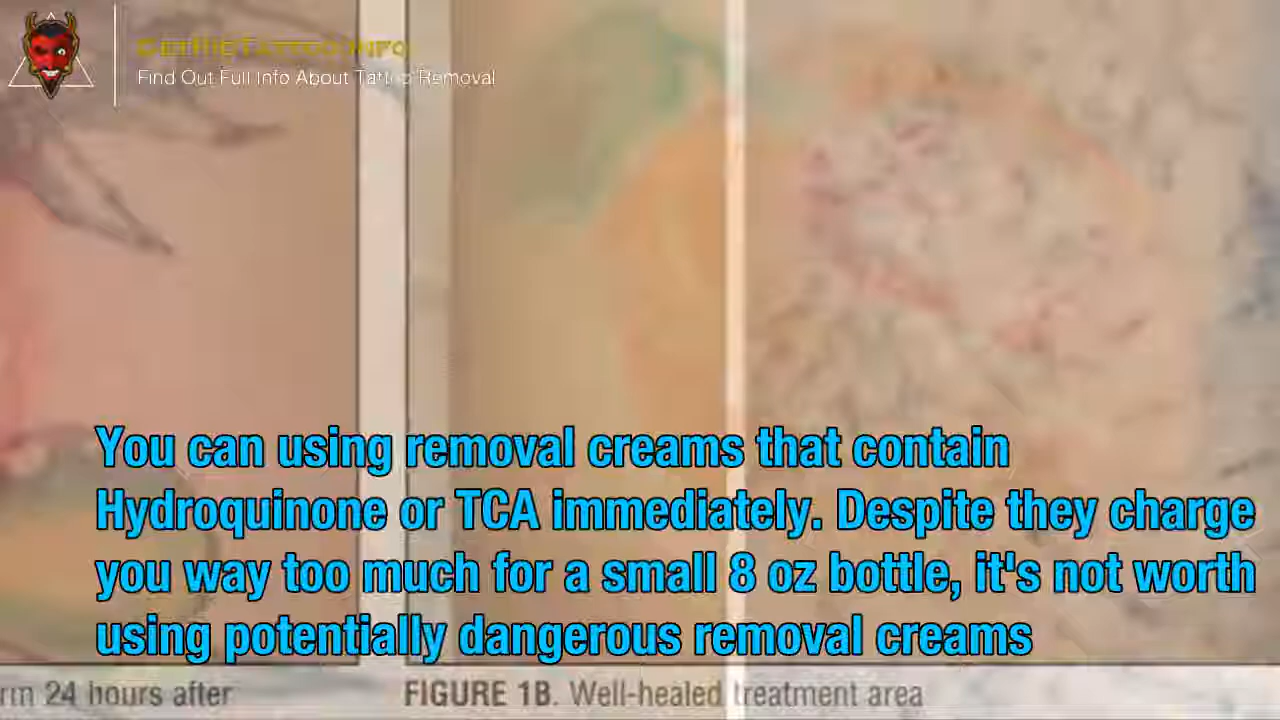 GetRidTattoo.info
Find Out Full Info About Tattoo Removal
You can using removal creams that contain
Hydroquinone or TCA immediately. Despite they charge
you way too much for a small 8 oz bottle, it's not worth
using potentially dangerous removal creams
rm 24 hours after
FIGURE 1B. Well-healed treatment area